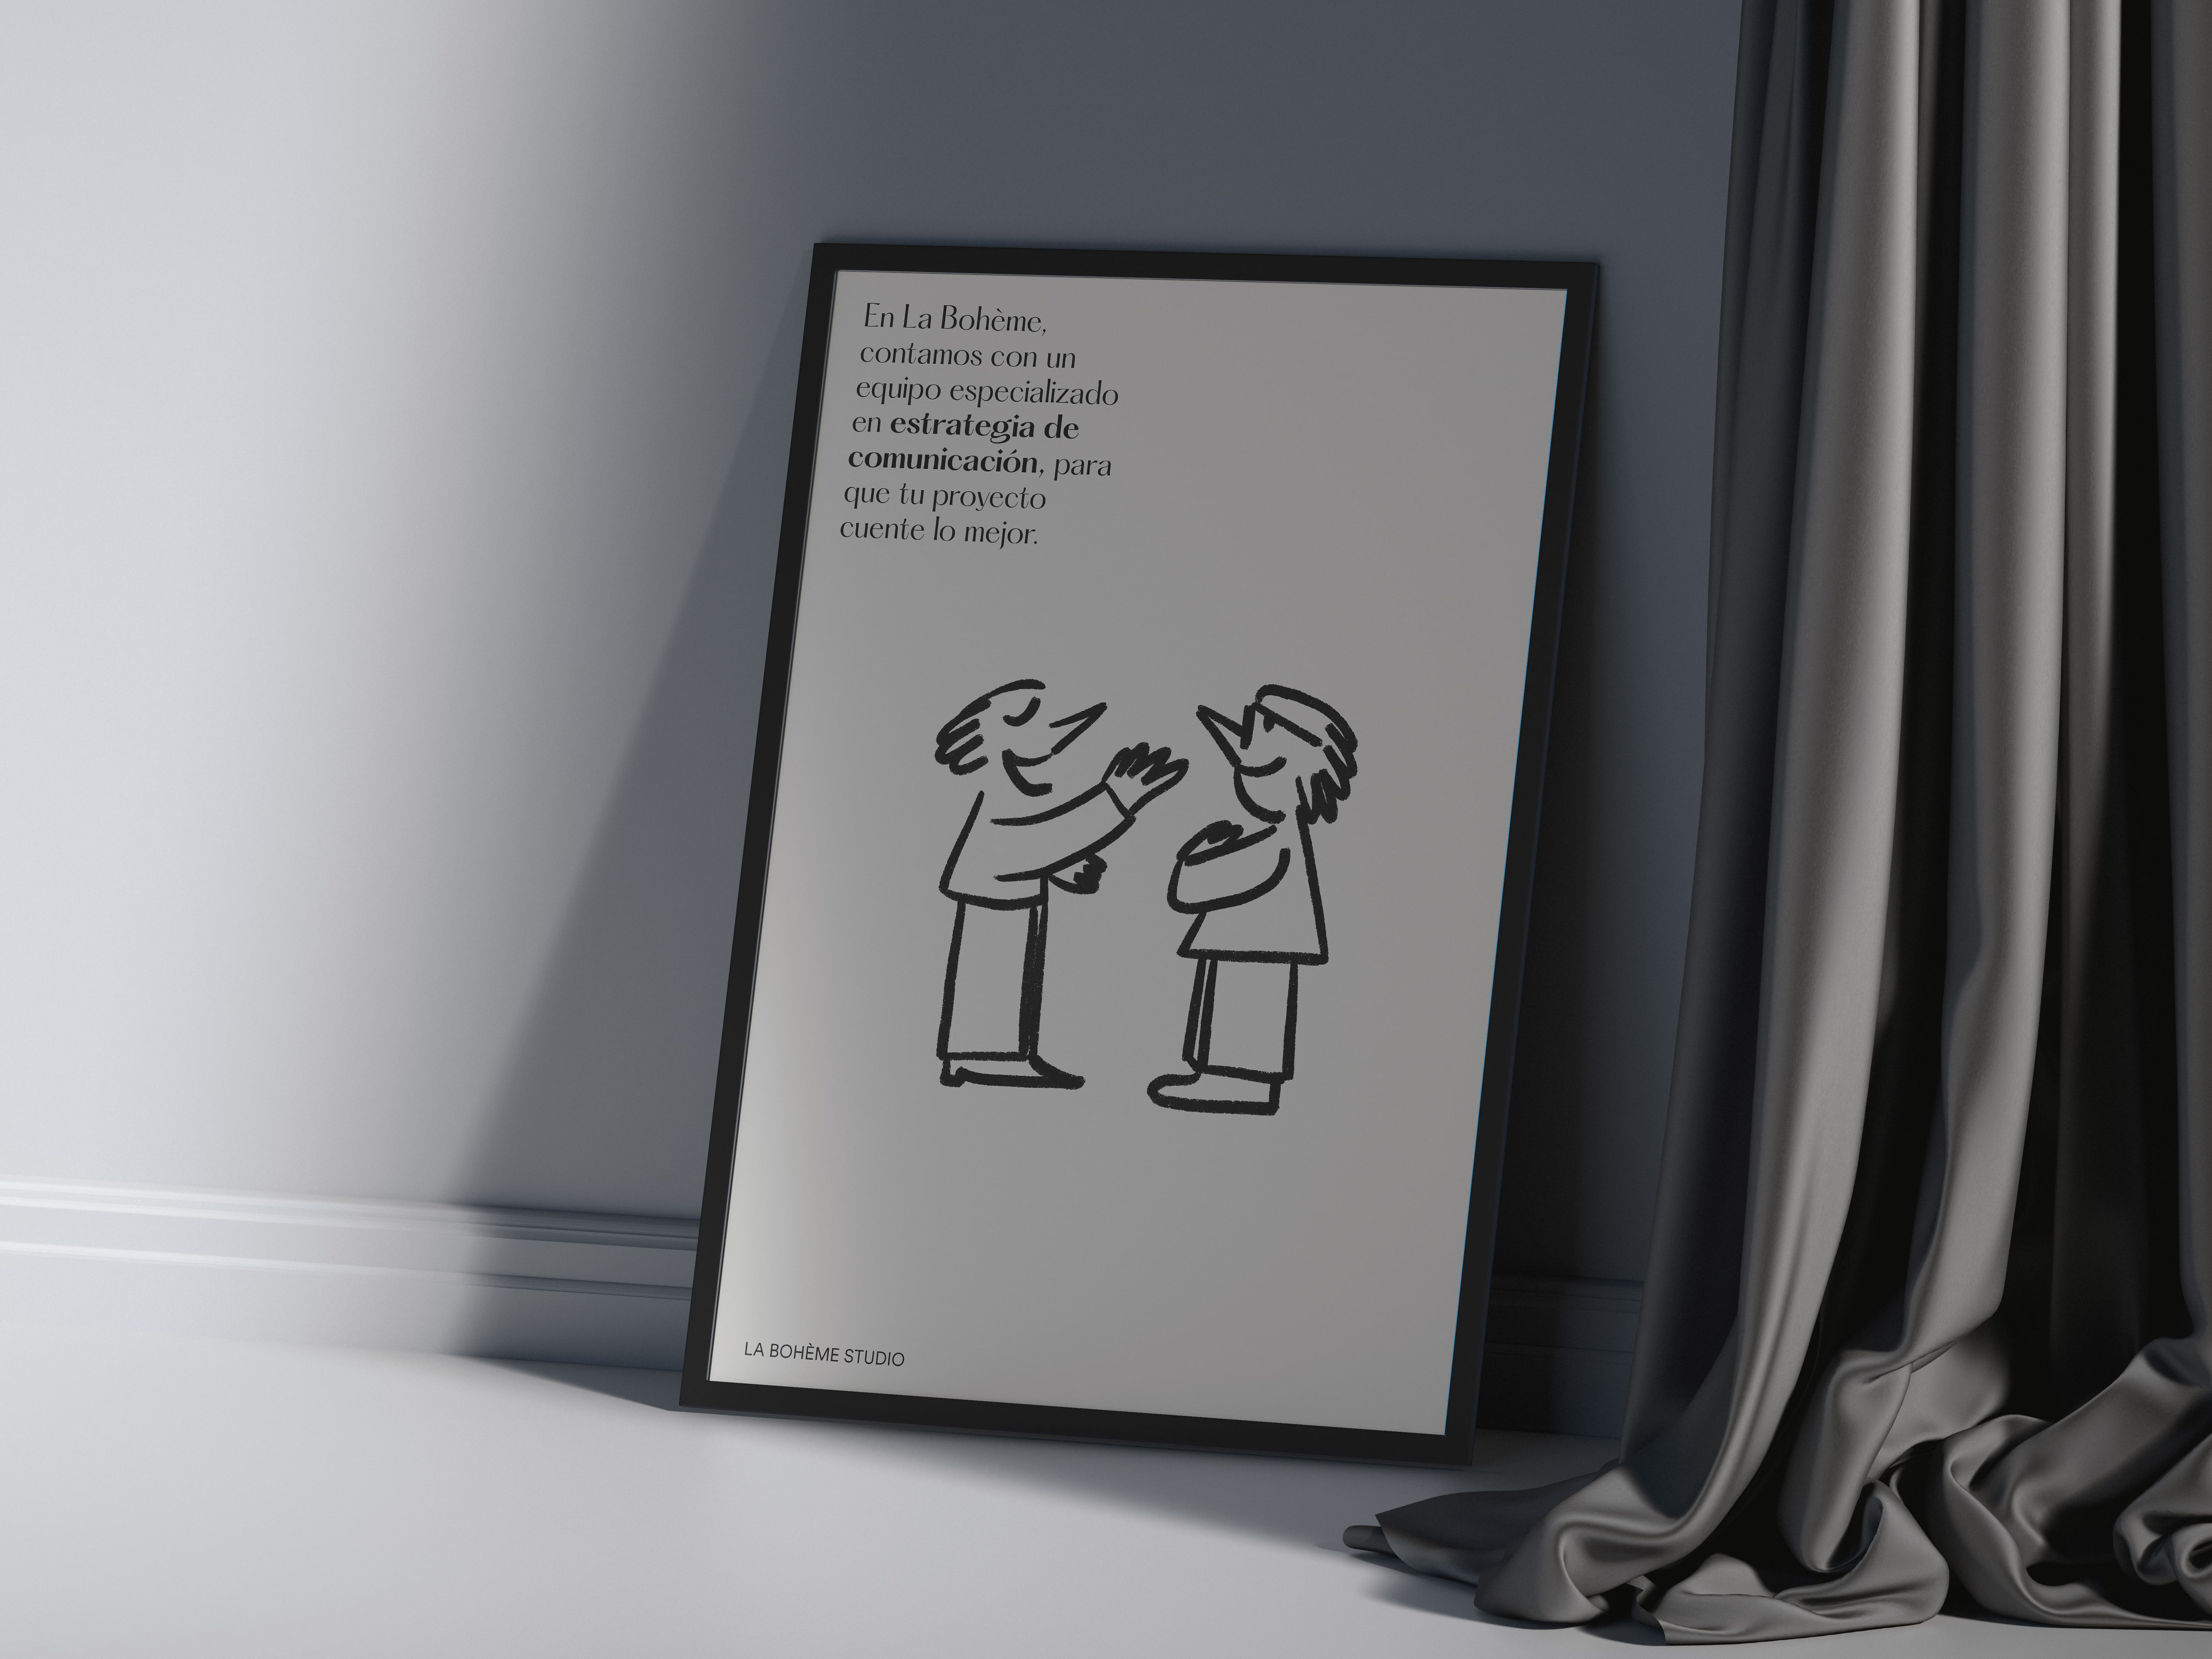 En La Bohème,
contamos con un
equipo especializado
en estrategia de
comunicación, para
que tu proyecto
cuente lo mejor.
LA BOHÈME STUDIO